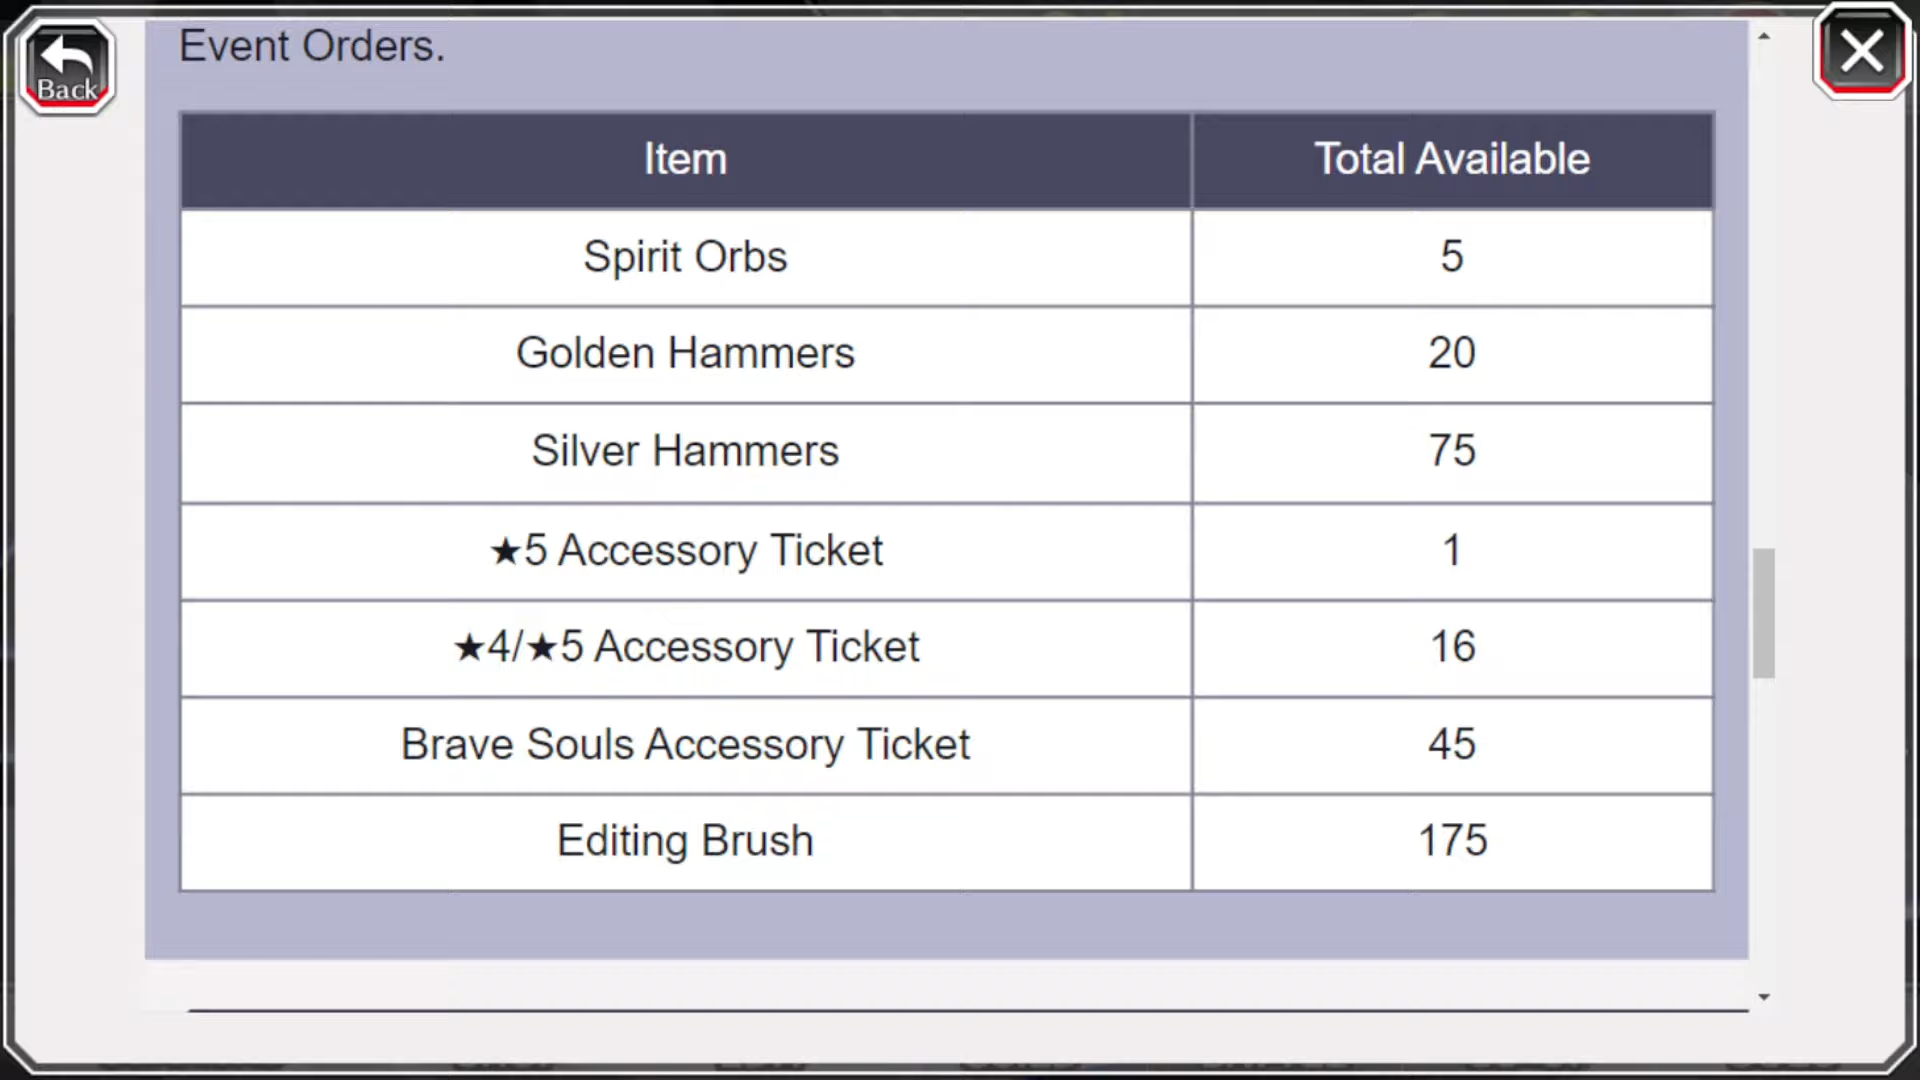 Event Orders.
Back
Item Total Available
Spirit Orbs 5
Golden Hammers 20
Silver Hammers 75
★5 Accessory Ticket 1
★4/★5 Accessory Ticket 16
Brave Souls Accessory Ticket 45
Editing Brush 175